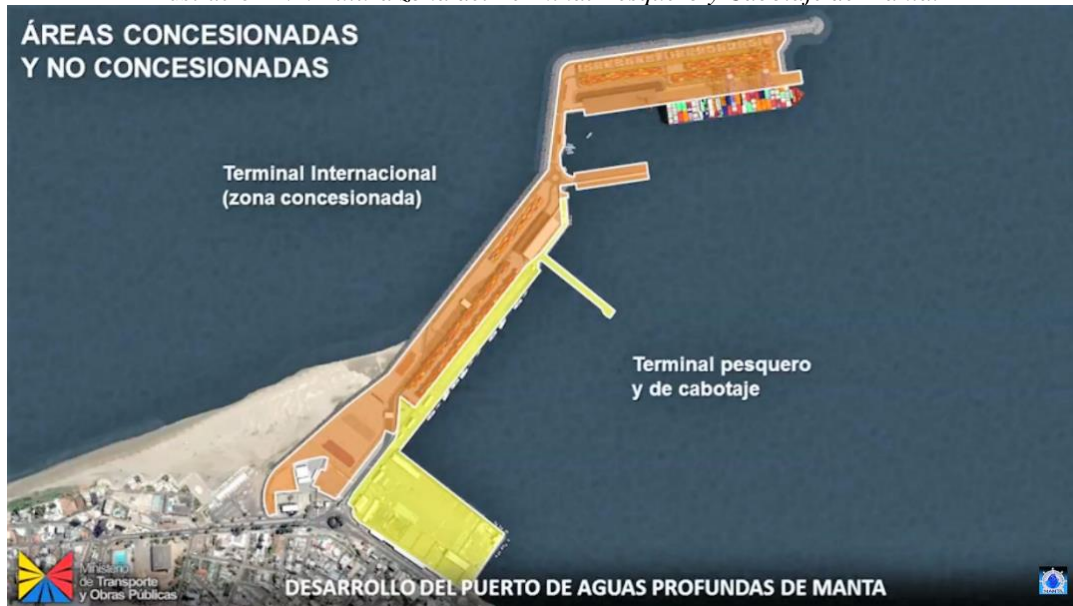 ÁREAS CONCESIONADAS
Y NO CONCESIONADAS
Terminal Internacional
(zona concesionada)
Terminal pesquero
y de cabotaje
Ministerio
de Transporte
y Obras Públicas
DESARROLLO DEL PUERTO DE AGUAS PROFUNDAS DE MANTA
MANTA